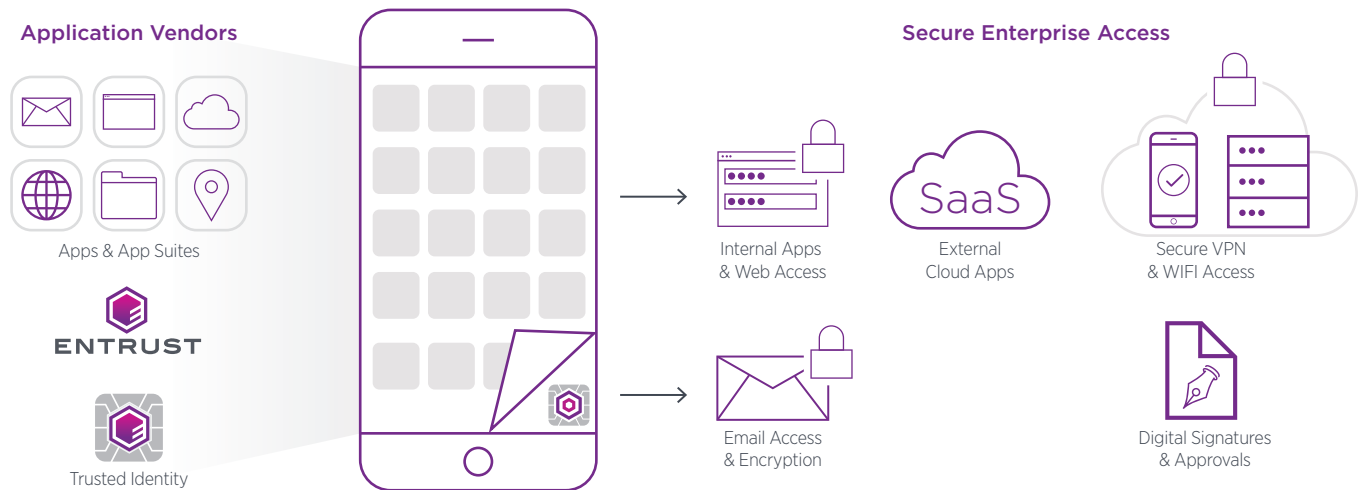 Application Vendors
Apps & App Suites
ENTRUST
Trusted Identity
Secure Enterprise Access
Internal Apps
& Web Access
SaaS
External
Cloud Apps
Secure VPN
& WIFI Access
Email Access
& Encryption
Digital Signatures
& Approvals